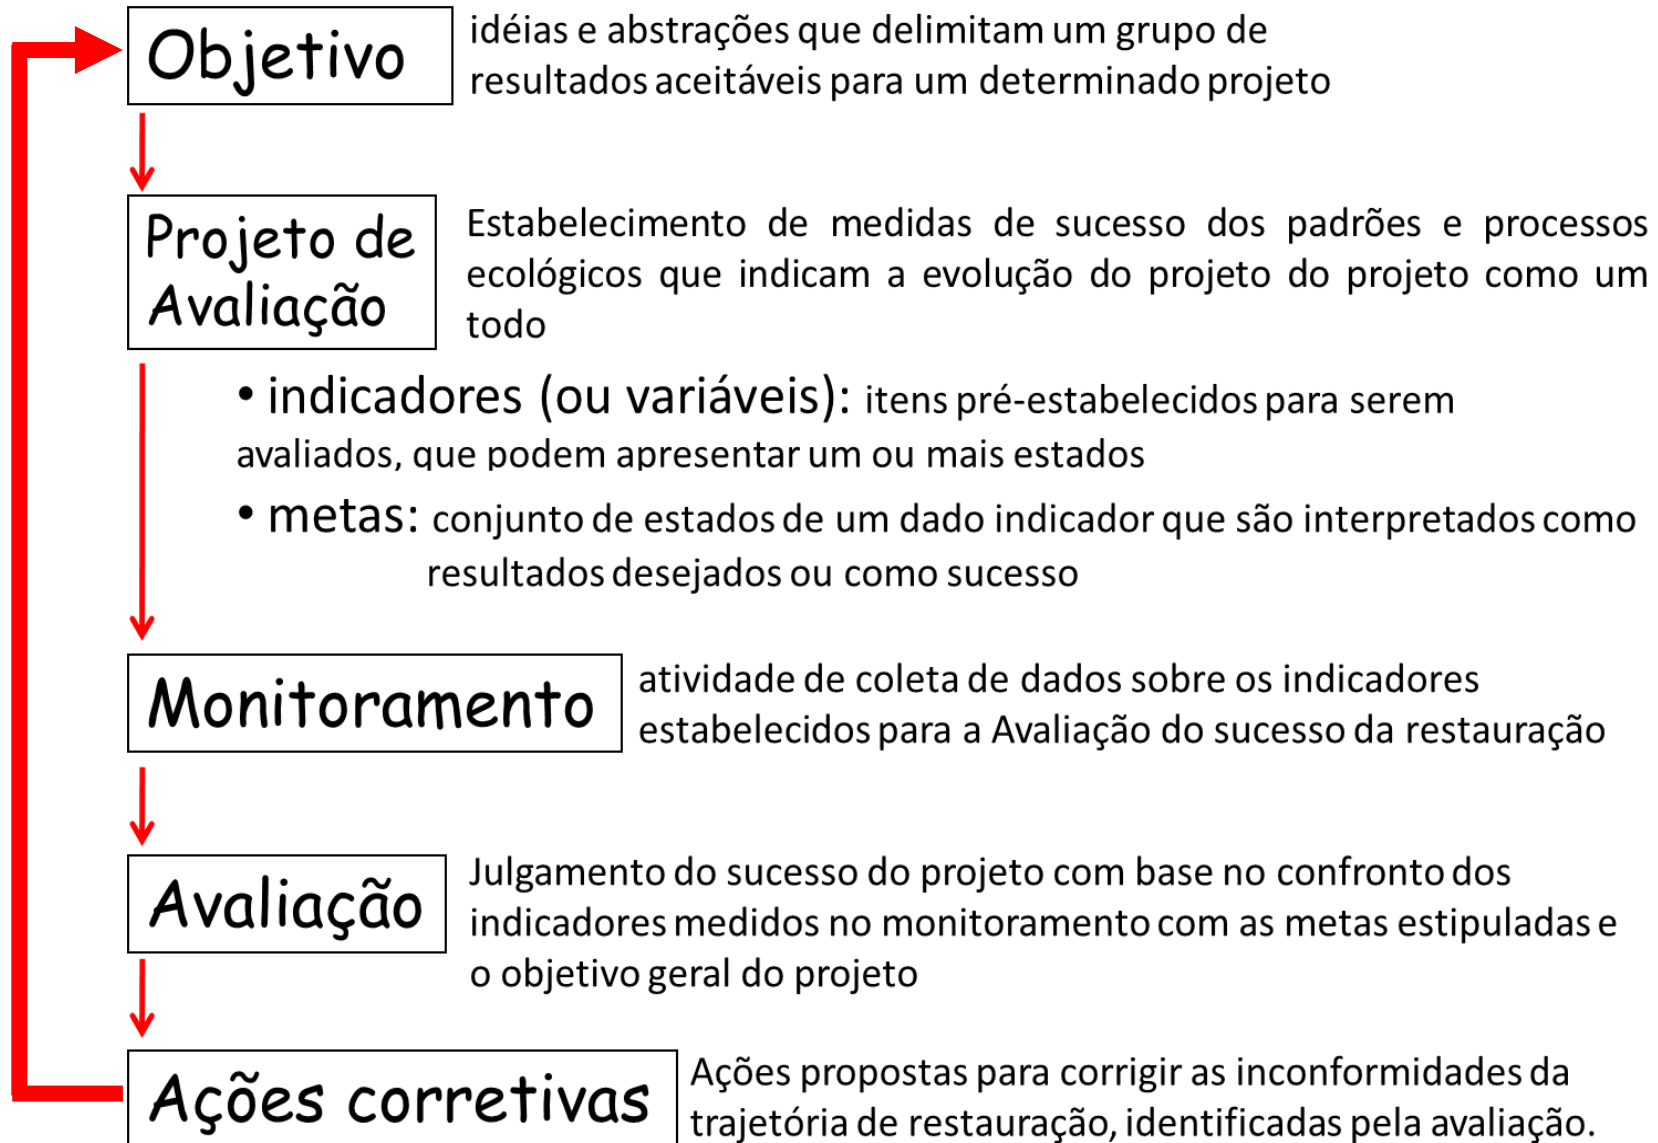 Objetivo
idéias e abstrações que delimitam um grupo de
resultados aceitáveis para um determinado projeto
Projeto de
Avaliação
Estabelecimento de medidas de sucesso dos padrões e processos
ecológicos que indicam a evolução do projeto do projeto como um
todo
• indicadores (ou variáveis): itens pré-estabelecidos para serem
avaliados, que podem apresentar um ou mais estados
• metas: conjunto de estados de um dado indicador que são interpretados como
resultados desejados ou como sucesso
Monitoramento
atividade de coleta de dados sobre os indicadores
estabelecidos para a Avaliação do sucesso da restauração
Avaliação
Julgamento do sucesso do projeto com base no confronto dos
indicadores medidos no monitoramento com as metas estipuladas e
o objetivo geral do projeto
Ações corretivas
Ações propostas para corrigir as inconformidades da
trajetória de restauração, identificadas pela avaliação.